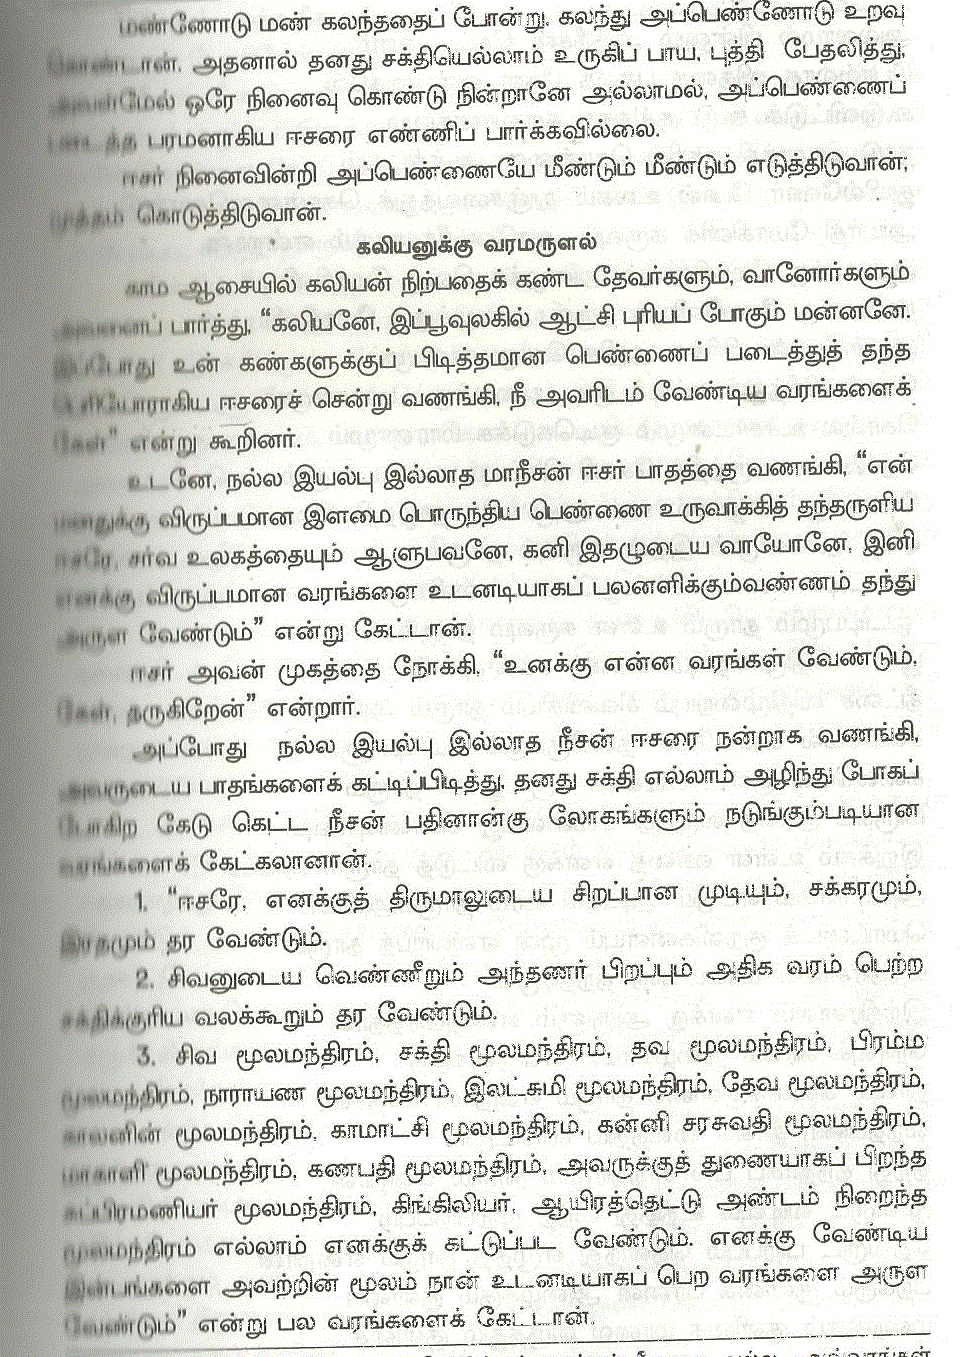 மண்ணோடு மண் கலந்ததைப் போன்று, கலந்து அப்பெண்ணோடு உறவு
கொண்டான். அதனால் தனது சக்தியெல்லாம் உருகிப் பாய, புத்தி பேதலித்து,
அவள்மேல் ஒரே நினைவு கொண்டு நின்றானே அல்லாமல், அப்பெண்ணைப்
படைத்த பரமனாகிய ஈசரை எண்ணிப் பார்க்கவில்லை.
ஈசர் நினைவின்றி அப்பெண்ணையே மீண்டும் மீண்டும் எடுத்திடுவான்;
முத்தம் கொடுத்திடுவான்.
கலியனுக்கு வரமருளல்
காம ஆசையில் கலியன் நிற்பதைக் கண்ட தேவர்களும், வானோர்களும்
அவனைப் பார்த்து, “கலியனே, இப்பூவுலகில் ஆட்சி புரியப் போகும் மன்னனே.
இப்போது உன் கண்களுக்குப் பிடித்தமான பெண்ணைப் படைத்துத் தந்த
பெரியோராகிய ஈசரைச் சென்று வணங்கி, நீ அவரிடம் வேண்டிய வரங்களைக்
கேள்” என்று கூறினர்.
உடனே, நல்ல இயல்பு இல்லாத மாநீசன் ஈசர் பாதத்தை வணங்கி, “என்
மனதுக்கு விருப்பமான இளமை பொருந்திய பெண்ணை உருவாக்கித் தந்தருளிய
ஈசரே, சர்வ உலகத்தையும் ஆளுபவனே, கனி இதழுடைய வாயோனே, இனி
எனக்கு விருப்பமான வரங்களை உடனடியாகப் பலனளிக்கும்வண்ணம் தந்து
அருள வேண்டும்” என்று கேட்டான்.
ஈசர் அவன் முகத்தை நோக்கி, “உனக்கு என்ன வரங்கள் வேண்டும்,
கேள், தருகிறேன்” என்றார்.
அப்போது நல்ல இயல்பு இல்லாத நீசன் ஈசரை நன்றாக வணங்கி,
அவருடைய பாதங்களைக் கட்டிப்பிடித்து, தனது சக்தி எல்லாம் அழிந்து போகப்
போகிற கேடு கெட்ட நீசன் பதினான்கு லோகங்களும் நடுங்கும்படியான
வரங்களைக் கேட்கலானான்.
1. “ஈசரே, எனக்குத் திருமாலுடைய சிறப்பான முடியும், சக்கரமும்,
இரதமும் தர வேண்டும்.
2. சிவனுடைய வெண்ணீறும் அந்தணர் பிறப்பும் அதிக வரம் பெற்ற
சக்திக்குரிய வலக்கூறும் தர வேண்டும்.
3. சிவ மூலமந்திரம், சக்தி மூலமந்திரம், தவ மூலமந்திரம், பிரம்ம
மூலமந்திரம், நாராயண மூலமந்திரம், இலட்சுமி மூலமந்திரம், தேவ மூலமந்திரம்,
காலனின் மூலமந்திரம், காமாட்சி மூலமந்திரம், கன்னி சரசுவதி மூலமந்திரம்,
மாகாளி மூலமந்திரம், கணபதி மூலமந்திரம், அவருக்குத் துணையாகப் பிறந்த
சுப்பிரமணியர் மூலமந்திரம், கிங்கிலியர், ஆயிரத்தெட்டு அண்டம் நிறைந்த
மூலமந்திரம் எல்லாம் எனக்குக் கட்டுப்பட வேண்டும். எனக்கு வேண்டிய
இன்பங்களை அவற்றின் மூலம் நான் உடனடியாகப் பெற வரங்களை அருள
வேண்டும்” என்று பல வரங்களைக் கேட்டான்.